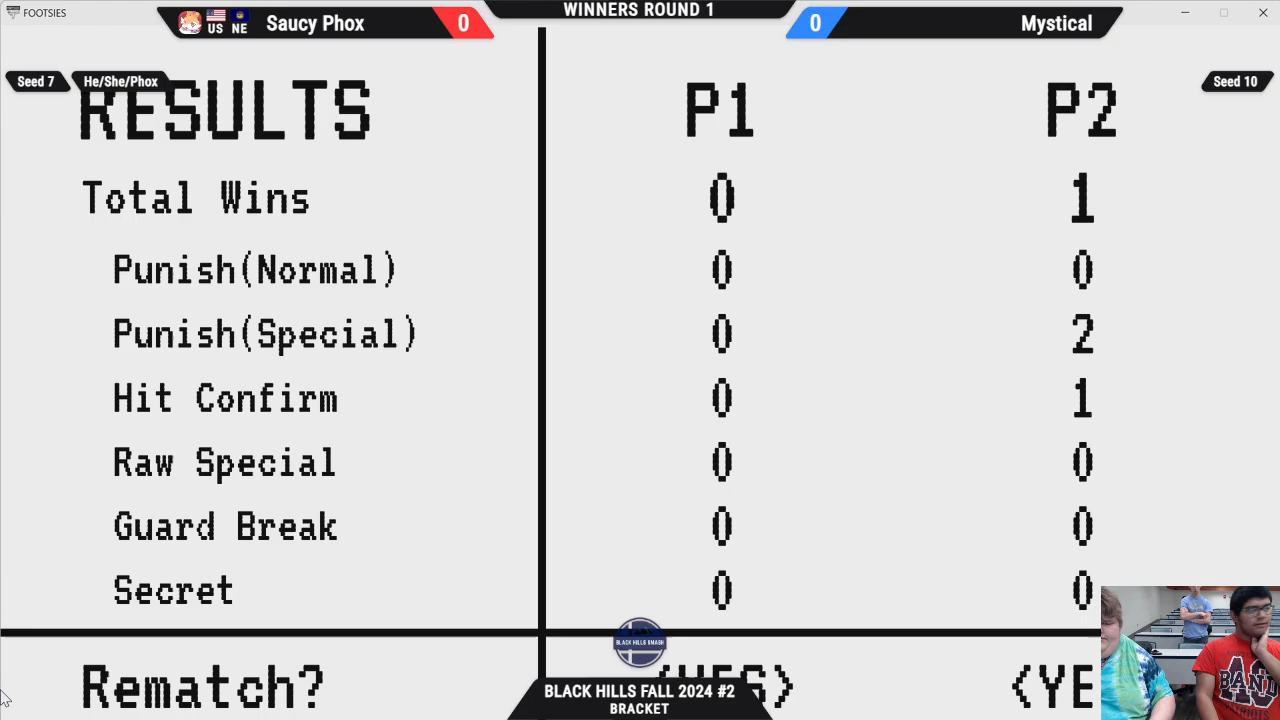 FOOTSIES
WINNERS ROUND 1
US NE Saucy Phox 0
0 Mystical
Seed 7 He/She/Phox
Seed 10
RESULTS P1 P2
Total Wins 0 1
Punish(Normal) 0 0
Punish(Special) 0 2
Hit Confirm 0 1
Raw Special 0 0
Guard Break 0 0
Secret 0 0
BLACK HILLS SMASH
Rematch? <YES> <YE
BLACK HILLS FALL 2024 #2
BRACKET
BAND